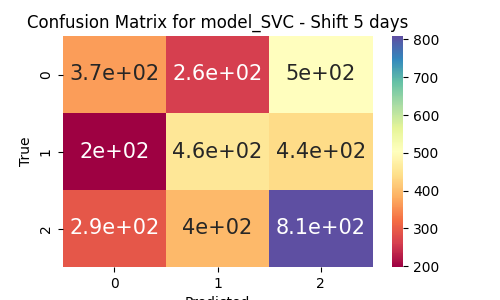 Confusion Matrix for model_SVC - Shift 5 days
0 3.7e+02 2.6e+02 5e+02
1 2e+02 4.6e+02 4.4e+02
2 2.9e+02 4e+02 8.1e+02
True
0 1 2
Predicted
800
700
600
500
400
300
200